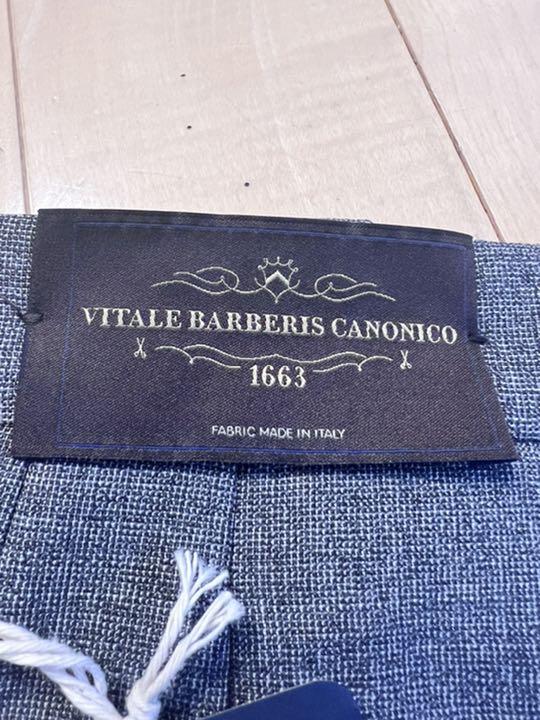 VITALE BARBERIS CANONICO
1663
FABRIC MADE IN ITALY